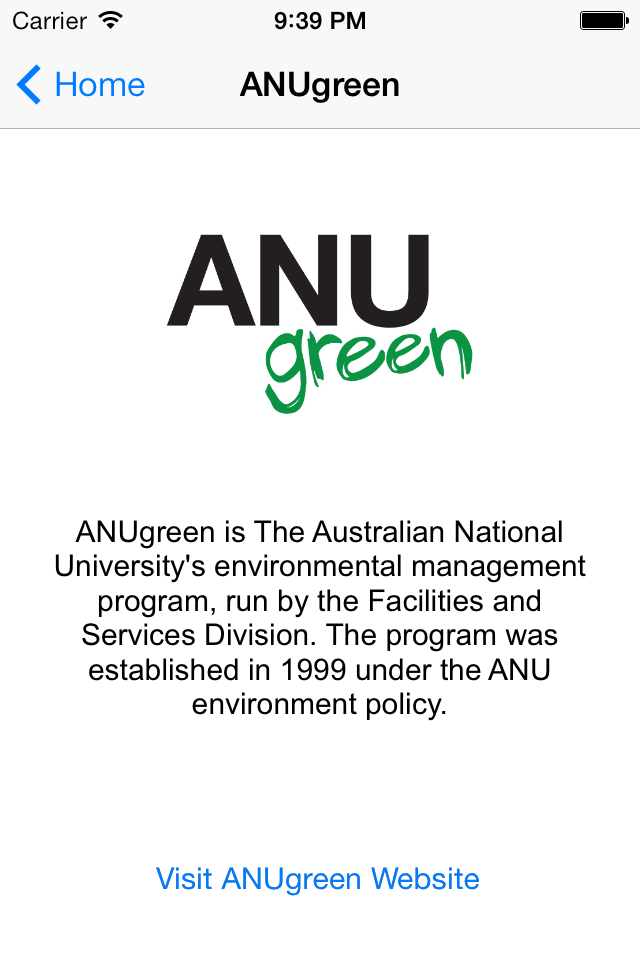 Carrier 9:39 PM
Home ANUgreen
ANU
green
ANUgreen is The Australian National
University's environmental management
program, run by the Facilities and
Services Division. The program was
established in 1999 under the ANU
environment policy.
Visit ANUgreen Website